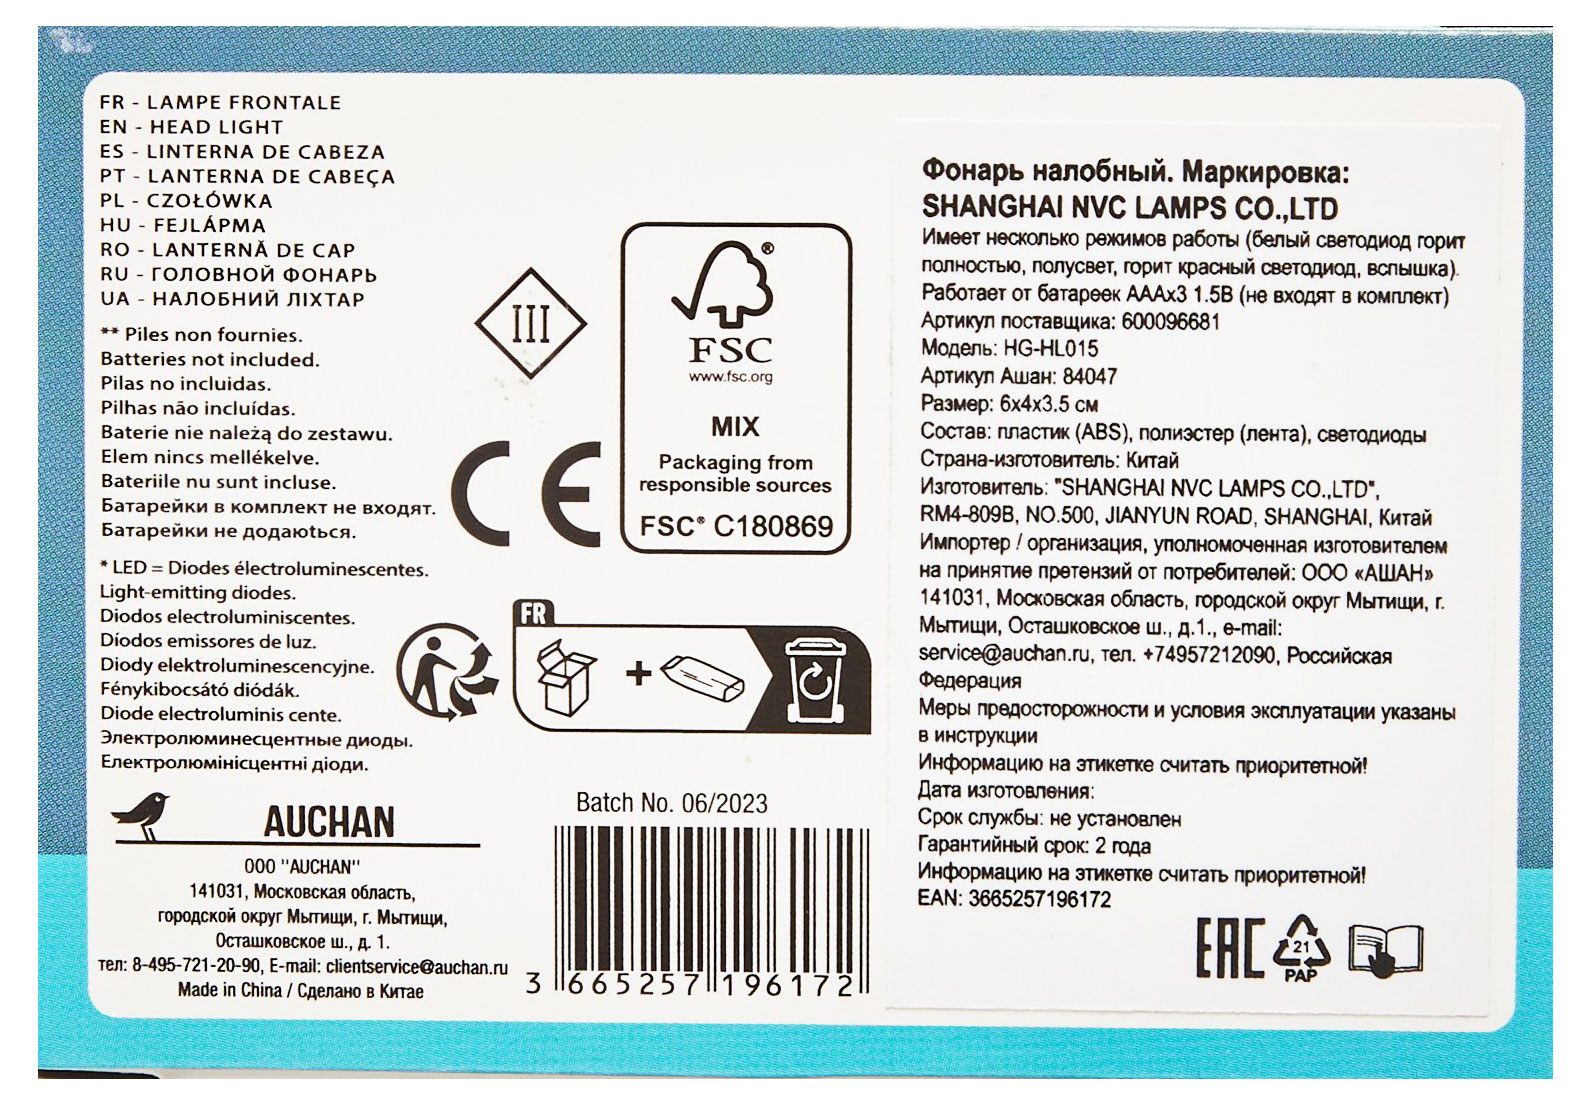 FR - LAMPE FRONTALE
EN - HEAD LIGHT
ES - LINTERNA DE CABEZA
PT - LANTERNA DE CABEÇA
PL - CZOŁÓWKA
HU - FEJLÁPMA
RO - LANTERNĂ DE CAP
RU - ГОЛОВНОЙ ФОНАРЬ
UA - НАЛОБНИЙ ЛІХТАР
** Piles non fournies.
Batteries not included.
Pilas no incluidas.
Pilhas não incluídas.
Baterie nie należą do zestawu.
Elem nincs mellékelve.
Bateriile nu sunt incluse.
Батарейки в комплект не входят.
Батарейки не додаються.
* LED = Diodes électroluminescentes.
Light-emitting diodes.
Diodos electroluminiscentes.
Díodos emissores de luz.
Diody elektroluminescencyjne.
Fénykibocsátó diódák.
Diode electroluminis cente.
Электролюминесцентные диоды.
Електролюмінісцентні діоди.
AUCHAN
ООО "AUCHAN"
141031, Московская область,
городской округ Мытищи, г. Мытищи,
Осташковское ш., д. 1.
тел: 8-495-721-20-90, E-mail: clientservice@auchan.ru
Made in China / Сделано в Китае
III
CE
®
FSC
www.fsc.org
MIX
Packaging from
responsible sources
FSC® C180869
FR
+
Batch No. 06/2023
3 665257 196172
Фонарь налобный. Маркировка:
SHANGHAI NVC LAMPS CO.,LTD
Имеет несколько режимов работы (белый светодиод горит
полностью, полусвет, горит красный светодиод, вспышка).
Работает от батареек АААх3 1.5В (не входят в комплект)
Артикул поставщика: 600096681
Модель: HG-HL015
Артикул Ашан: 84047
Размер: 6х4х3.5 см
Состав: пластик (ABS), полиэстер (лента), светодиоды
Страна-изготовитель: Китай
Изготовитель: "SHANGHAI NVC LAMPS CO.,LTD",
RM4-809B, NO.500, JIANYUN ROAD, SHANGHAI, Китай
Импортер / организация, уполномоченная изготовителем
на принятие претензий от потребителей: ООО «АШАН»
141031, Московская область, городской округ Мытищи, г.
Мытищи, Осташковское ш., д.1., e-mail:
service@auchan.ru, тел. +74957212090, Российская
Федерация
Меры предосторожности и условия эксплуатации указаны
в инструкции
Информацию на этикетке считать приоритетной!
Дата изготовления:
Срок службы: не установлен
Гарантийный срок: 2 года
Информацию на этикетке считать приоритетной!
EAN: 3665257196172
EAC
21
PAP